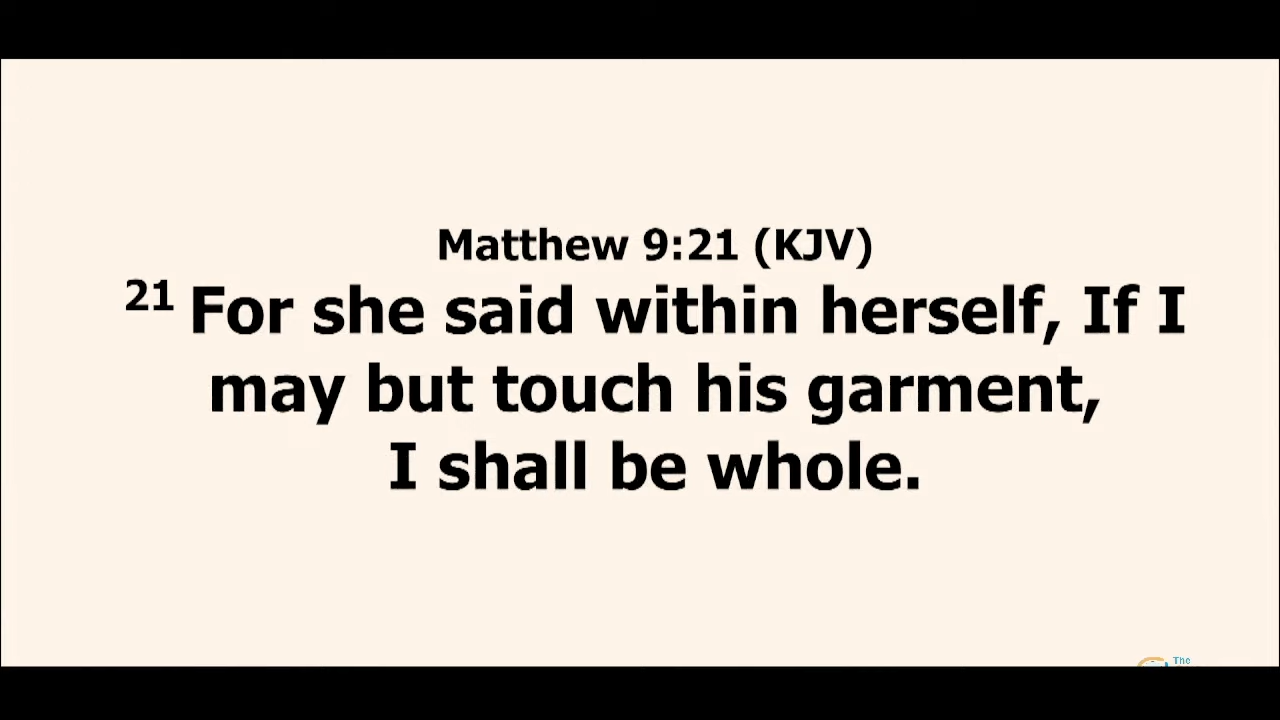 Matthew 9:21 (KJV)
21 For she said within herself, If I
may but touch his garment,
I shall be whole.
The